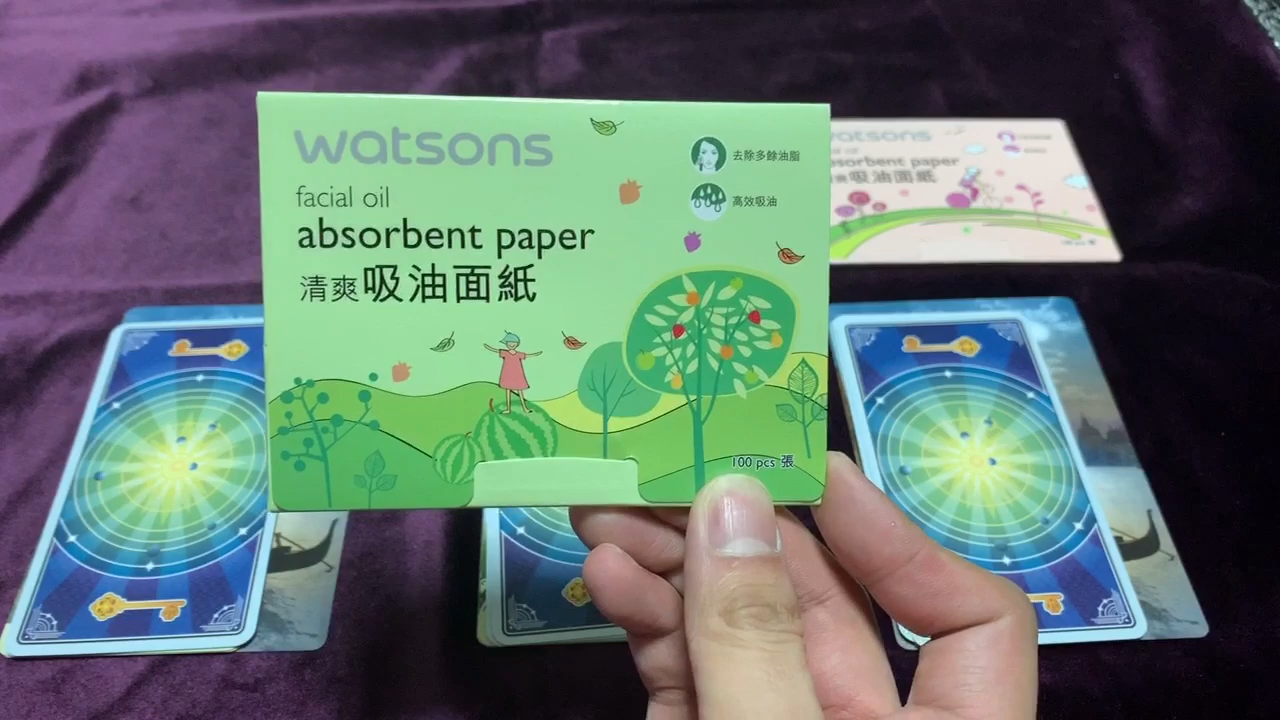 watsons
facial oil
absorbent paper
清爽吸油面紙
去除多餘油脂
高效吸油
100 pcs 張
watsons
absorbent paper
吸油面紙